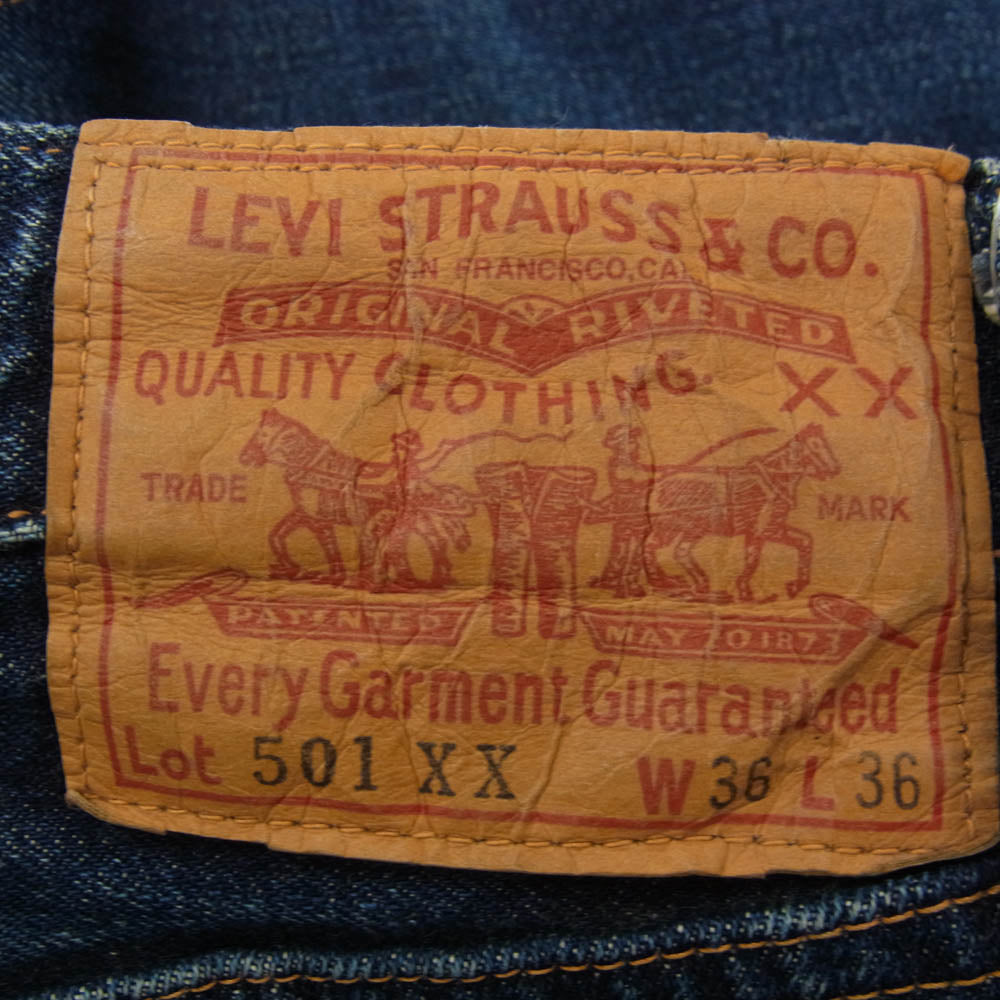 LEVI STRAUSS & CO.
SAN FRANCISCO, CAL.
ORIGINAL RIVETED
QUALITY CLOTHING. XX
TRADE MARK
PATENTED MAY 20 1873
Every Garment Guaranteed
Lot 501 XX W 36 L 36